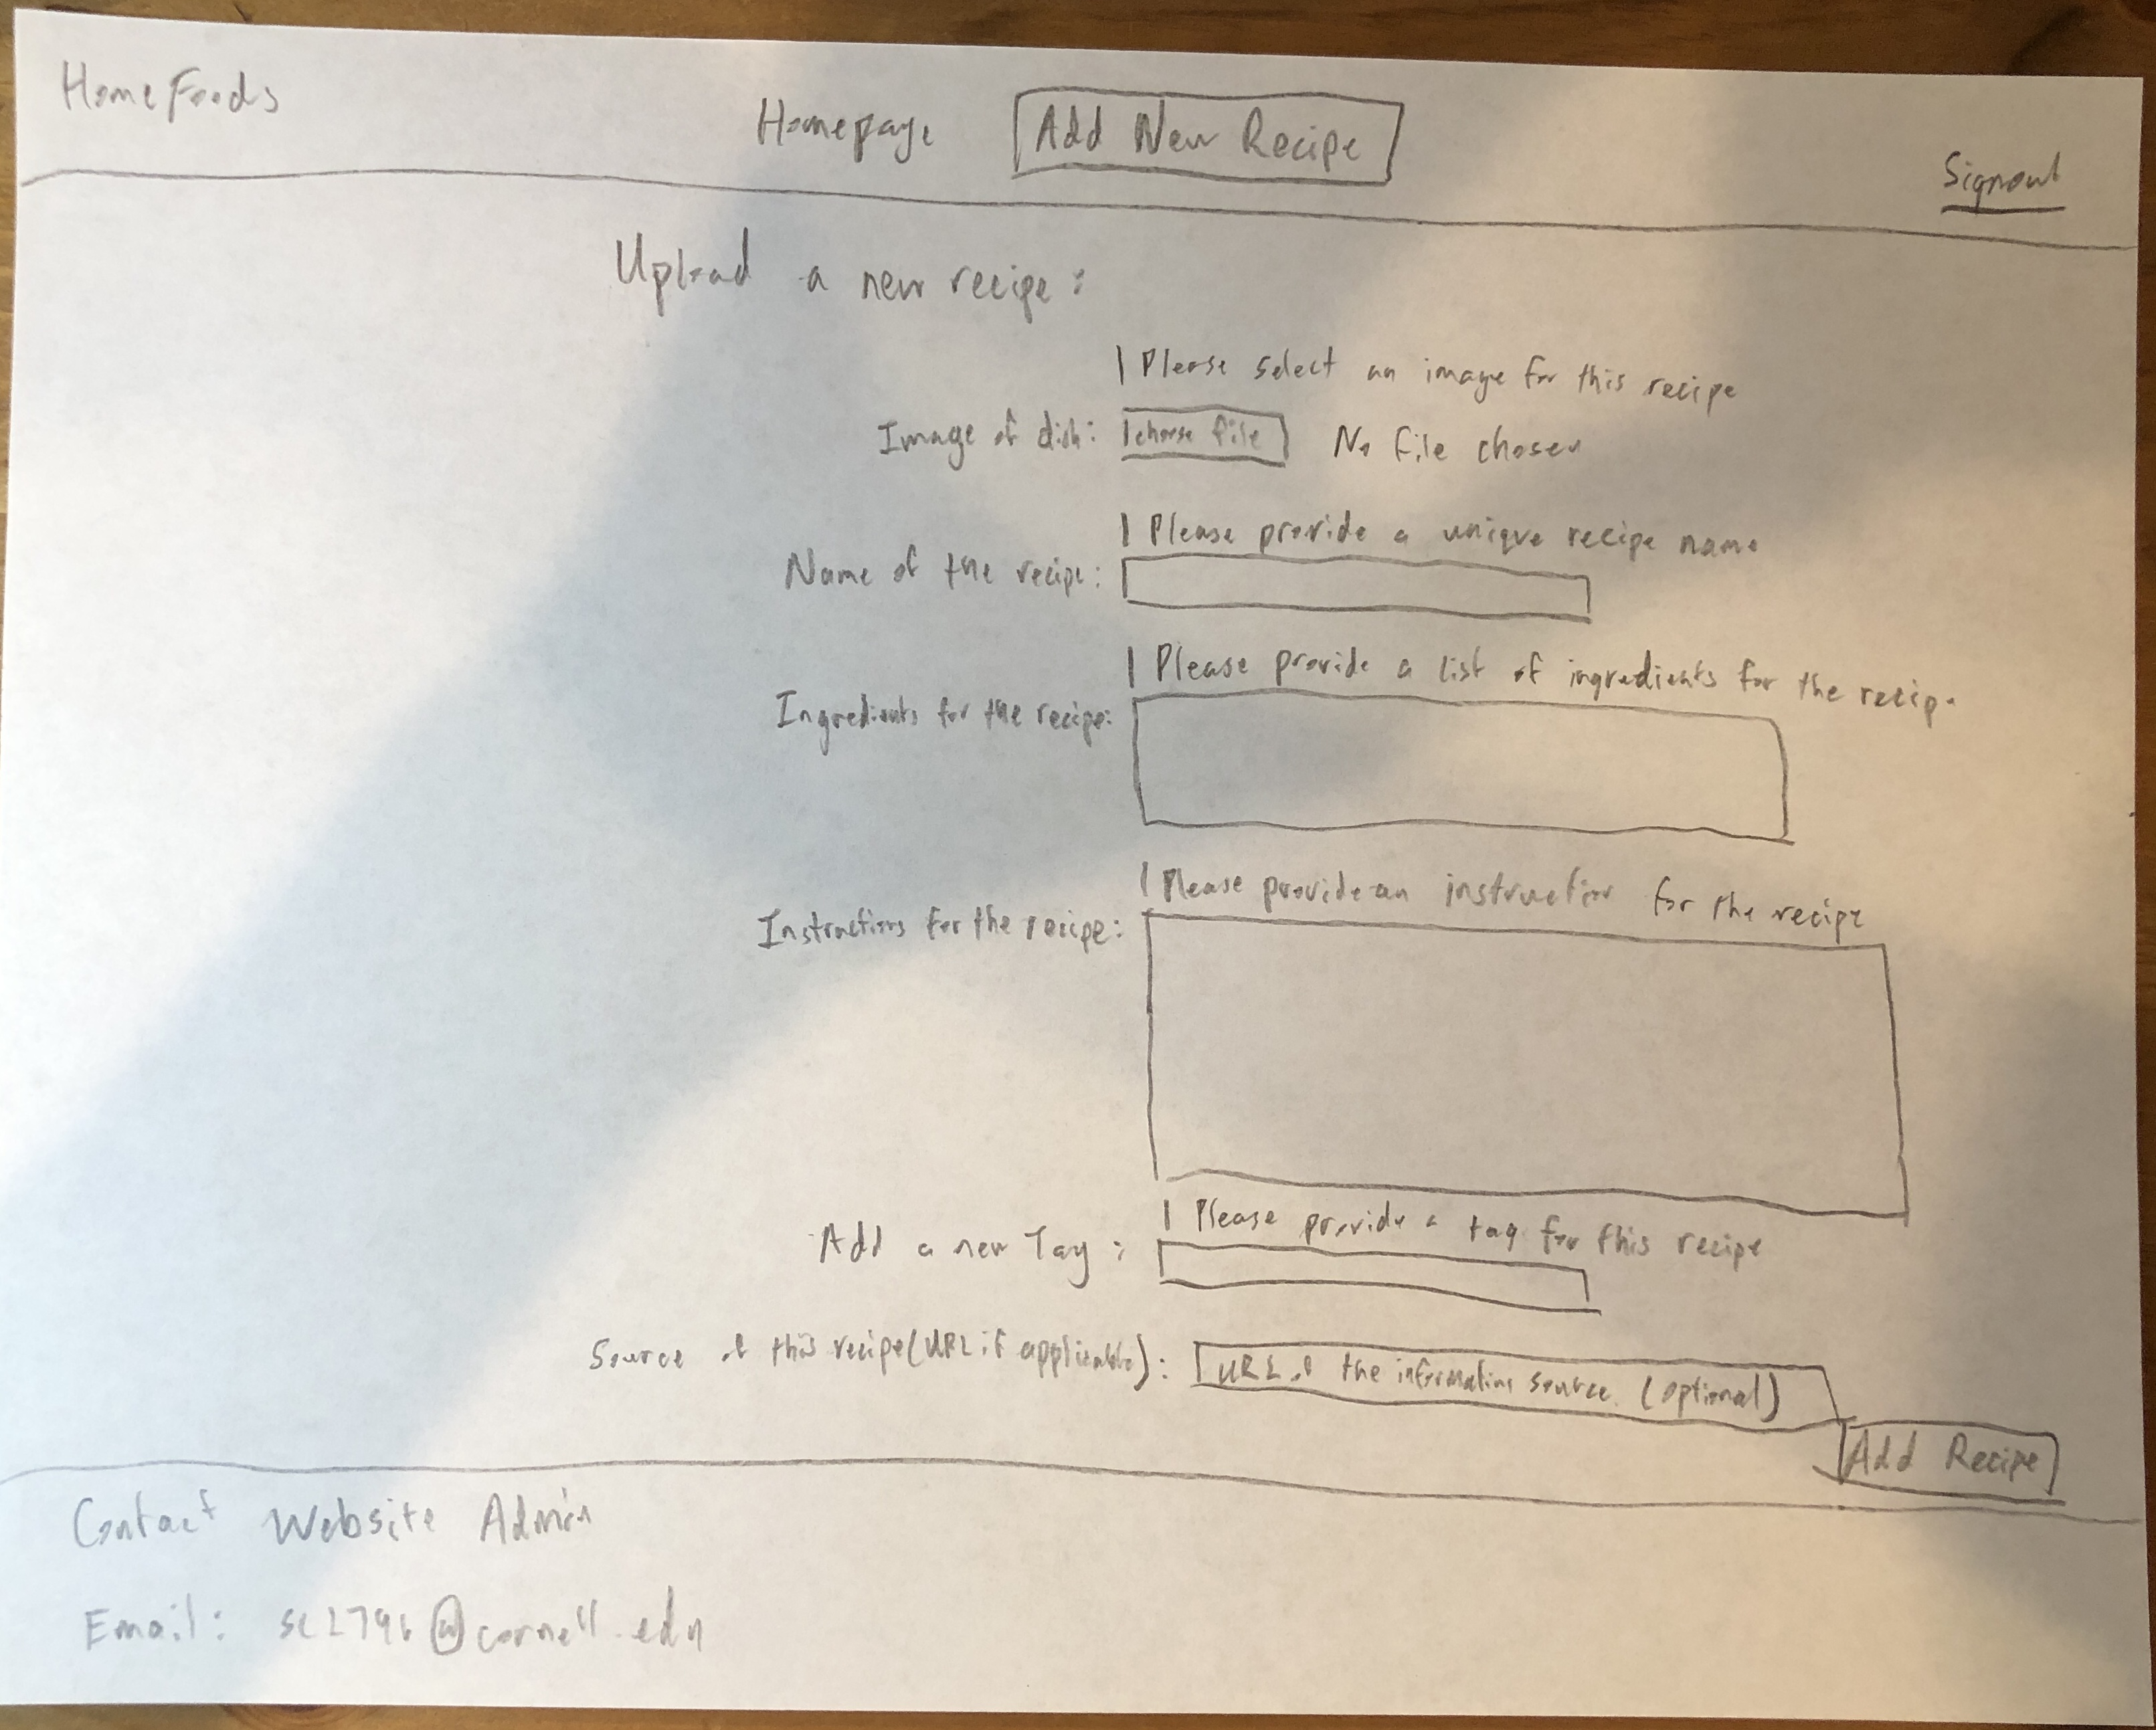 Home Foods
Homepage Add New Recipe
Signout
Upload a new recipe:
| Please select an image for this recipe
Image of dish: choose file No file chosen
| Please provide a unique recipe name
Name of the recipe:
| Please provide a list of ingredients for the recipe
Ingredients for the recipe:
| Please provide an instruction for the recipe
Instructions for the recipe:
| Please provide a tag for this recipe
Add a new Tag:
Source of this recipe (URL if applicable): URL of the information source. (optional)
Add Recipe
Contact Website Admin
Email: sc2796@cornell.edu